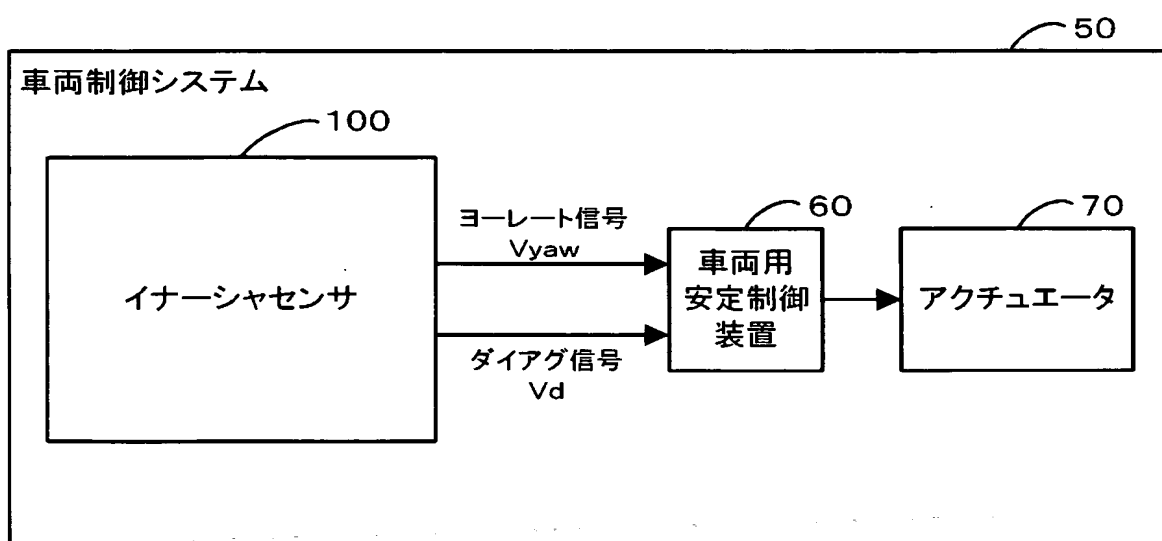 50
車両制御システム
100
イナーシャセンサ
ヨーレート信号
Vyaw
ダイアグ信号
Vd
60
車両用
安定制御
装置
70
アクチュエータ